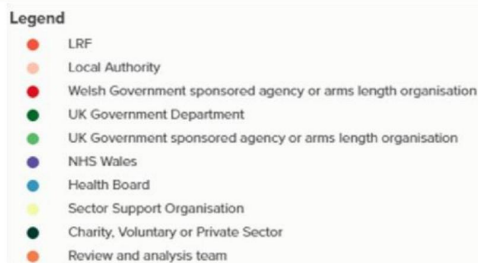 Legend
LRF
Local Authority
Welsh Government sponsored agency or arms length organisation
UK Government Department
UK Government sponsored agency or arms length organisation
NHS Wales
Health Board
Sector Support Organisation
Charity, Voluntary or Private Sector
Review and analysis team